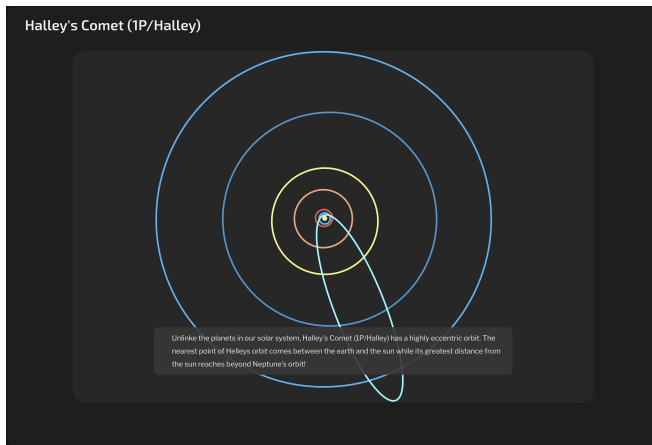 Halley's Comet (1P/Halley)
Unlinke the planets in our solar system, Halley's Comet (1P/Halley) has a highly eccentric orbit. The
nearest point of Helleys orbit comes between the earth and the sun while its greatest distance from
the sun reaches beyond Neptune's orbit!